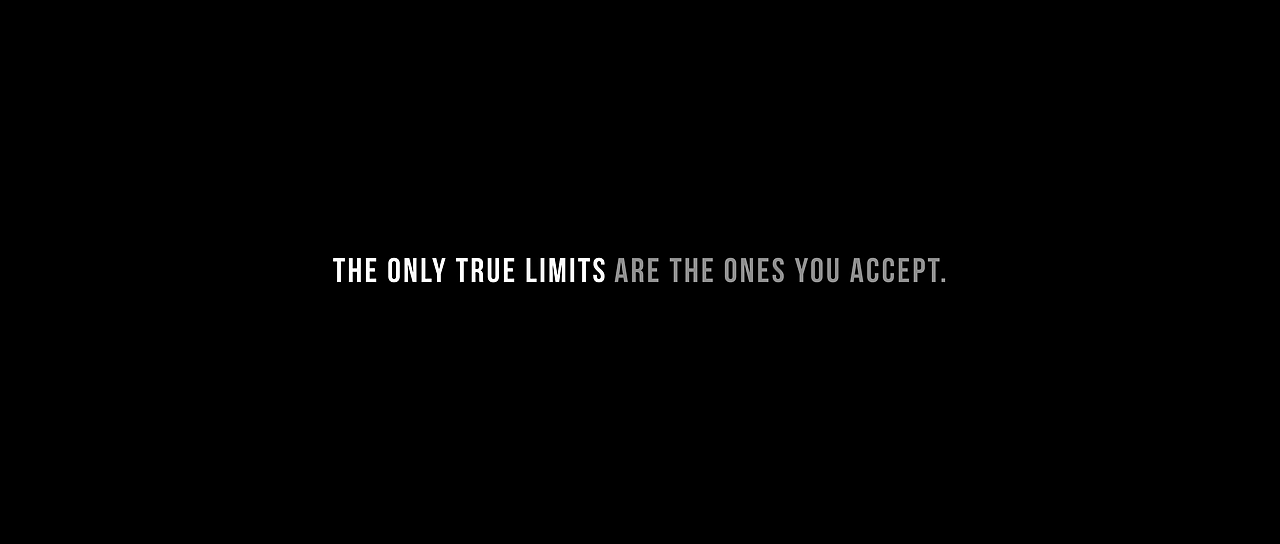 THE ONLY TRUE LIMITS ARE THE ONES YOU ACCEPT.